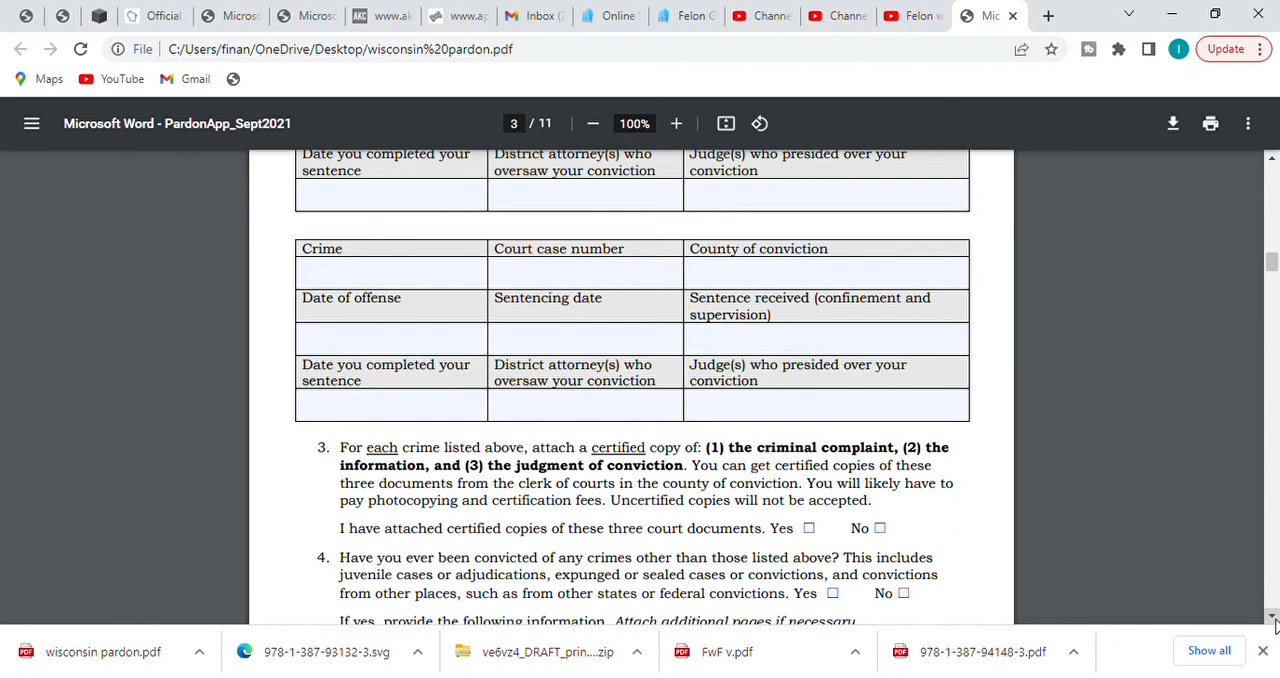 Official
Microsc
Microsc
AKC
www.ak
www.ap
Inbox (2
Online
Felon G
Channe
Channe
Felon w
Mic
File
C:/Users/finan/OneDrive/Desktop/wisconsin%20pardon.pdf
I
Update
Maps
YouTube
Gmail
Microsoft Word - PardonApp_Sept2021
3 / 11
100%
Date you completed your sentence
District attorney(s) who oversaw your conviction
Judge(s) who presided over your conviction
Crime
Court case number
County of conviction
Date of offense
Sentencing date
Sentence received (confinement and supervision)
Date you completed your sentence
District attorney(s) who oversaw your conviction
Judge(s) who presided over your conviction
3. For each crime listed above, attach a certified copy of: (1) the criminal complaint, (2) the
information, and (3) the judgment of conviction. You can get certified copies of these
three documents from the clerk of courts in the county of conviction. You will likely have to
pay photocopying and certification fees. Uncertified copies will not be accepted.
I have attached certified copies of these three court documents. Yes ☐ No ☐
4. Have you ever been convicted of any crimes other than those listed above? This includes
juvenile cases or adjudications, expunged or sealed cases or convictions, and convictions
from other places, such as from other states or federal convictions. Yes ☐ No ☐
If yes, provide the following information. Attach additional pages if necessary.
PDF
wisconsin pardon.pdf
978-1-387-93132-3.svg
ve6vz4_DRAFT_prin....zip
PDF
FwF v.pdf
PDF
978-1-387-94148-3.pdf
Show all